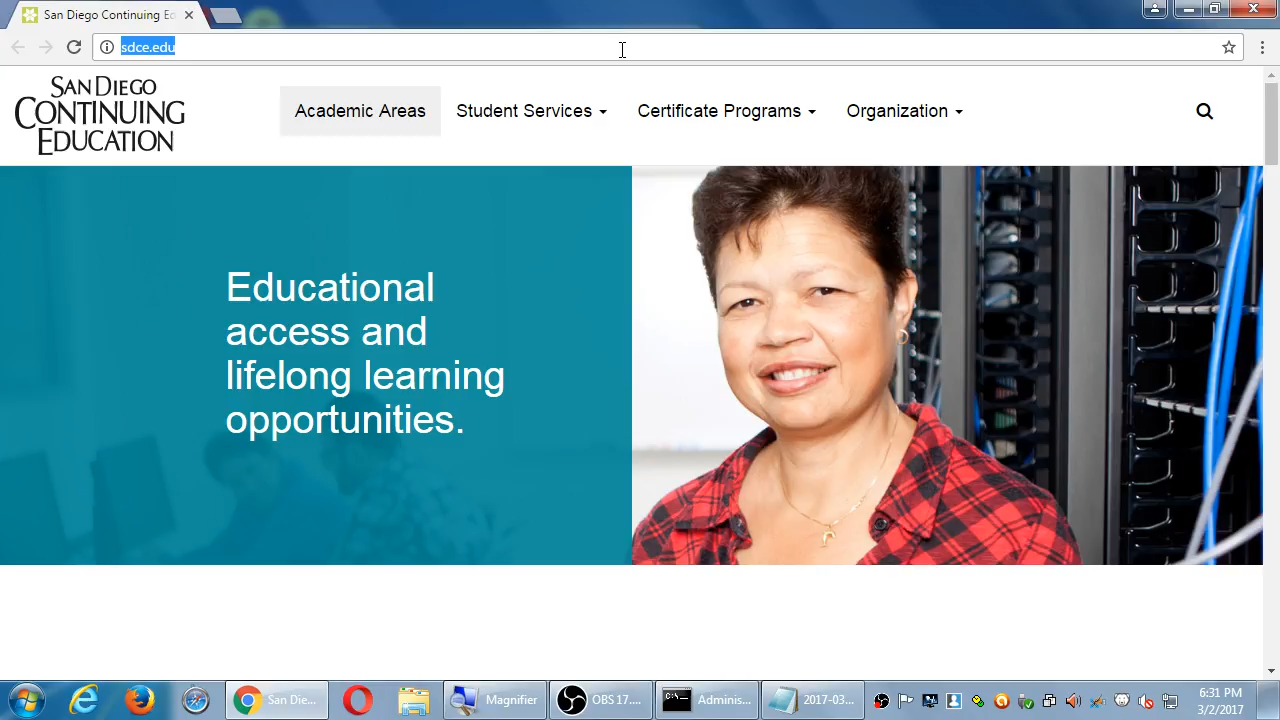 San Diego Continuing Ed
sdce.edu
SAN DIEGO
CONTINUING
EDUCATION
Academic Areas
Student Services
Certificate Programs
Organization
Educational
access and
lifelong learning
opportunities.
San Die...
Magnifier
OBS 17....
C:\.
Adminis...
2017-03...
6:31 PM
3/2/2017